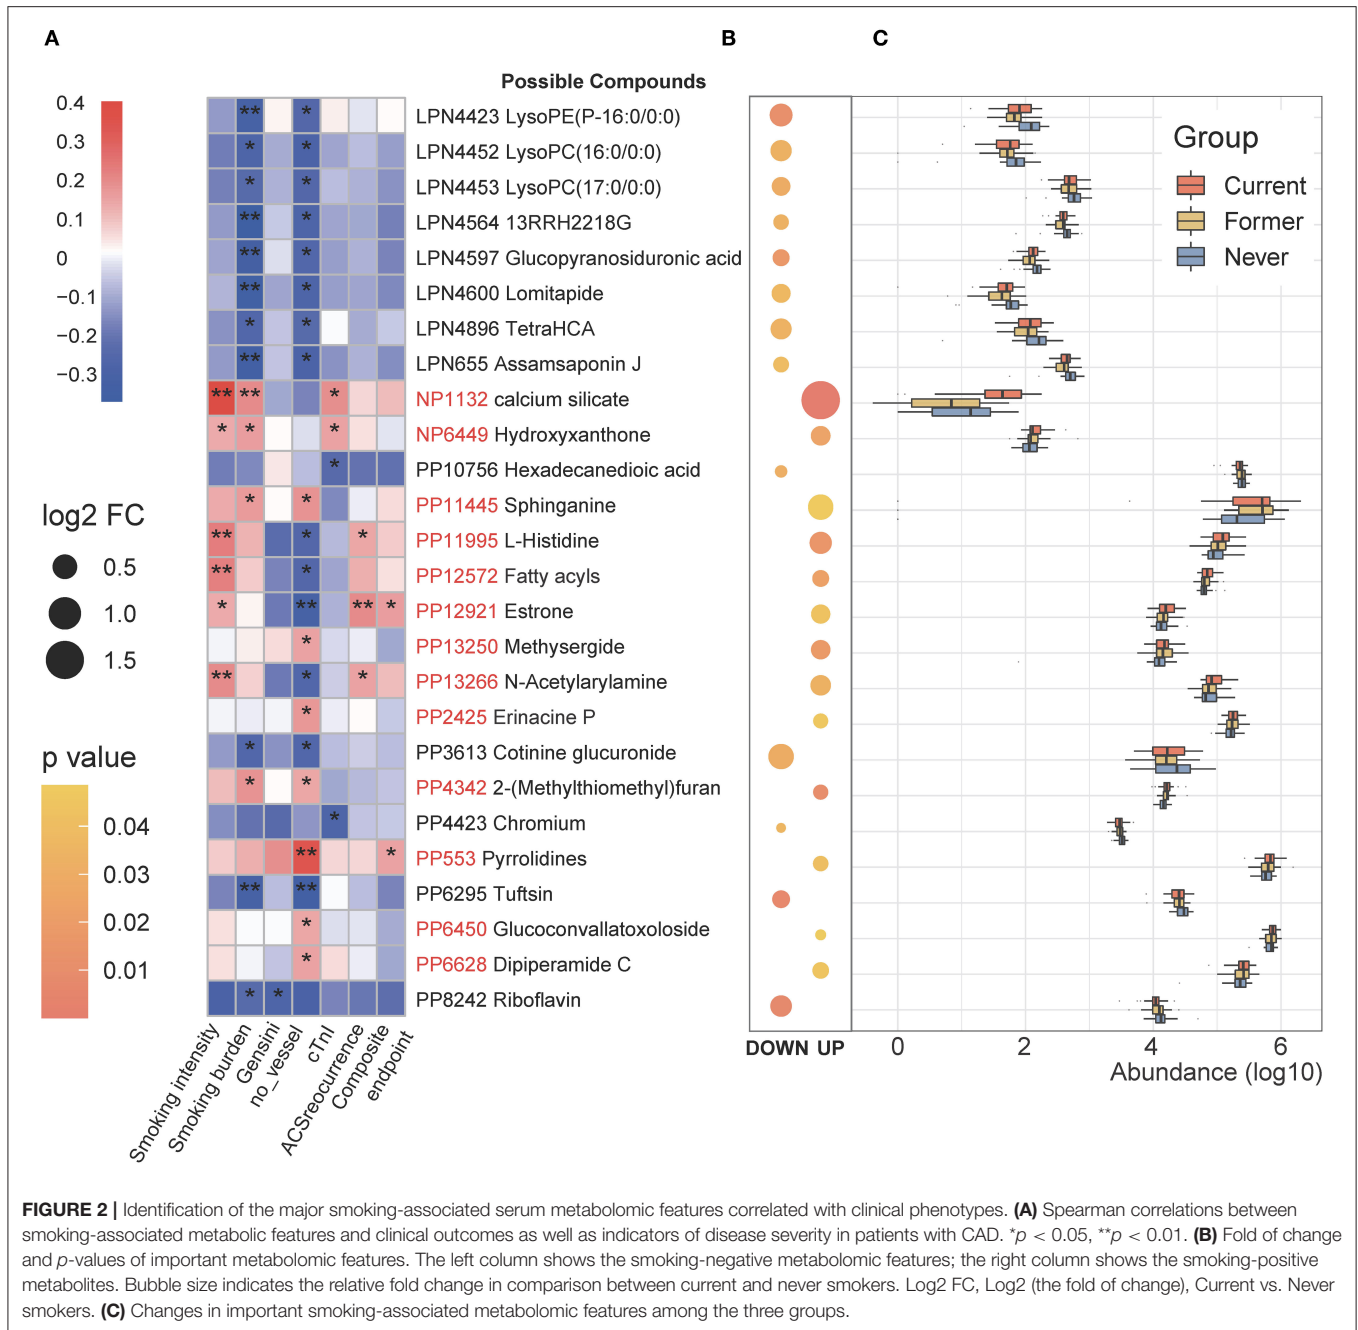 A
B
C
Possible Compounds
0.4
0.3
0.2
0.1
0
−0.1
−0.2
−0.3
** * LPN4423 LysoPE(P-16:0/0:0)
* * LPN4452 LysoPC(16:0/0:0)
* * LPN4453 LysoPC(17:0/0:0)
** * LPN4564 13RRH2218G
** * LPN4597 Glucopyranosiduronic acid
** * LPN4600 Lomitapide
* * LPN4896 TetraHCA
** * LPN655 Assamsaponin J
** ** * NP1132 calcium silicate
* * * NP6449 Hydroxyxanthone
* PP10756 Hexadecanedioic acid
* * PP11445 Sphinganine
** * * PP11995 L-Histidine
** * PP12572 Fatty acyls
* ** ** * PP12921 Estrone
* PP13250 Methysergide
** * * PP13266 N-Acetylarylamine
* PP2425 Erinacine P
* * PP3613 Cotinine glucuronide
* * PP4342 2-(Methylthiomethyl)furan
* PP4423 Chromium
** * PP553 Pyrrolidines
** ** PP6295 Tuftsin
* PP6450 Glucoconvallatoxoloside
* PP6628 Dipiperamide C
* * PP8242 Riboflavin
log2 FC
0.5
1.0
1.5
p value
0.04
0.03
0.02
0.01
Smoking intensity
Smoking burden
Gensini
no_vessel
cTnI
ACSreocurrence
Composite
endpoint
DOWN UP
Group
Current
Former
Never
0 2 4 6
Abundance (log10)
FIGURE 2 | Identification of the major smoking-associated serum metabolomic features correlated with clinical phenotypes. (A) Spearman correlations between
smoking-associated metabolic features and clinical outcomes as well as indicators of disease severity in patients with CAD. *p < 0.05, **p < 0.01. (B) Fold of change
and p-values of important metabolomic features. The left column shows the smoking-negative metabolomic features; the right column shows the smoking-positive
metabolites. Bubble size indicates the relative fold change in comparison between current and never smokers. Log2 FC, Log2 (the fold of change), Current vs. Never
smokers. (C) Changes in important smoking-associated metabolomic features among the three groups.